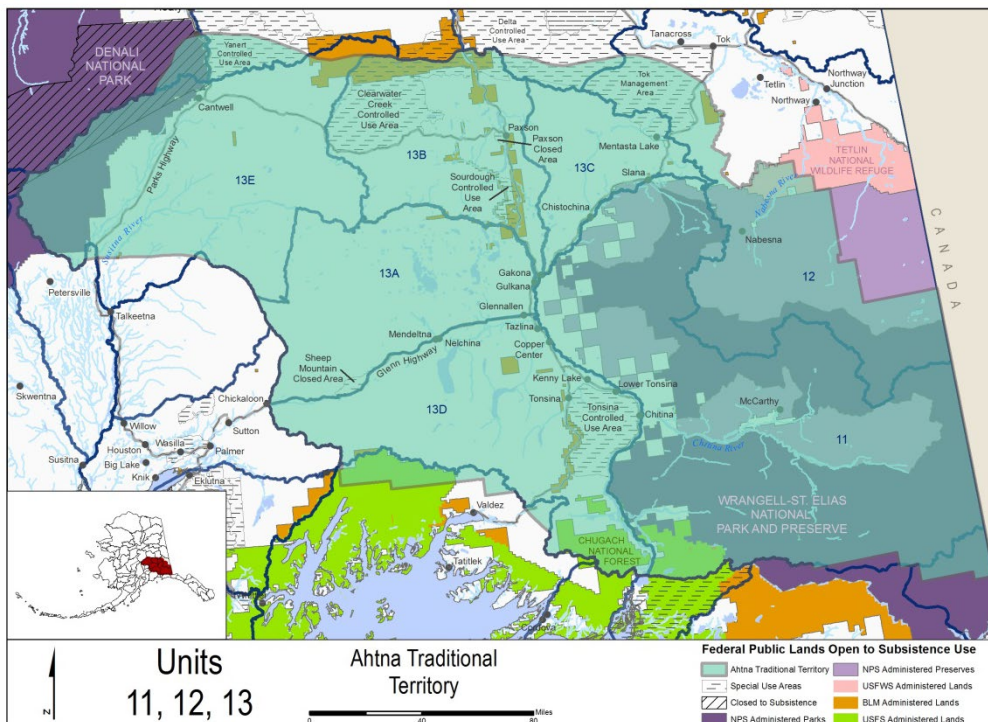 Delta
Controlled
Use Area
Tanacross
Tok
DENALI
NATIONAL
PARK
Yanert
Controlled
Use Area
Northway
Junction
Tetlin
Tok
Management
Area
Northway
Cantwell
Clearwater
Creek
Controlled
Use Area
Paxson
Paxson
Closed
Area
Mentasta Lake
TETLIN
NATIONAL
WILDLIFE REFUGE
13B
13C
Parks Highway
13E
Sourdough
Controlled
Use
Area
Slana
Nabesna River
Chistochina
CANADA
Susitna River
Nabesna
13A
12
Gakona
Gulkana
Petersville
Talkeetna
Glennallen
Tazlina
Mendeltna
Nelchina
Copper
Center
Glenn Highway
Sheep
Mountain
Closed Area
Kenny Lake
Lower Tonsina
Skwentna
Chickaloon
Tonsina
McCarthy
13D
Tonsina
Controlled
Use Area
Chitina
Willow
Sutton
Chitina River
11
Houston
Wasilla
Palmer
Big Lake
Susitna
Knik
Eklutna
WRANGELL-ST. ELIAS
NATIONAL
PARK AND PRESERVE
Valdez
CHUGACH
NATIONAL
FOREST
Tatitlek
Cordova
N
Units
11, 12, 13
Ahtna Traditional
Territory
0
40
80
Miles
Federal Public Lands Open to Subsistence Use
Ahtna Traditional Territory
NPS Administered Preserves
Special Use Areas
USFWS Administered Lands
Closed to Subsistence
BLM Administered Lands
NPS Administered Parks
USFS Administered Lands